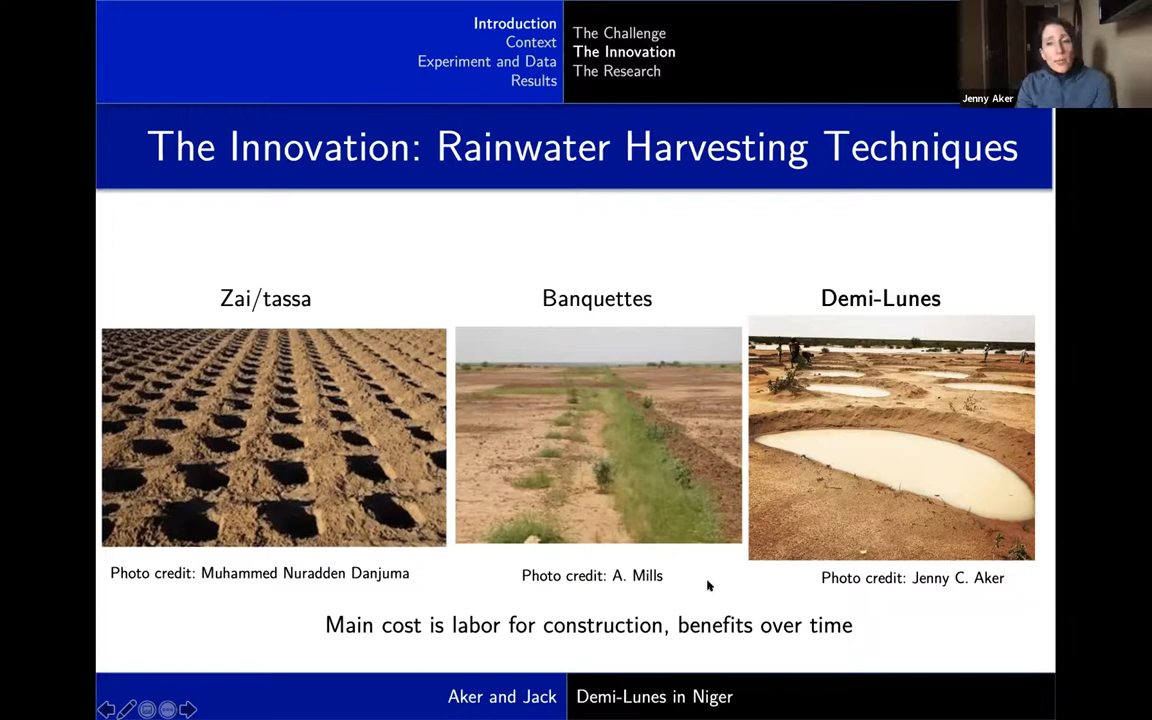 Introduction
Context
Experiment and Data
Results
The Challenge
The Innovation
The Research
Jenny Aker
The Innovation: Rainwater Harvesting Techniques
Zai/tassa
Banquettes
Demi-Lunes
Photo credit: Muhammed Nuradden Danjuma
Photo credit: A. Mills
Photo credit: Jenny C. Aker
Main cost is labor for construction, benefits over time
Aker and Jack
Demi-Lunes in Niger